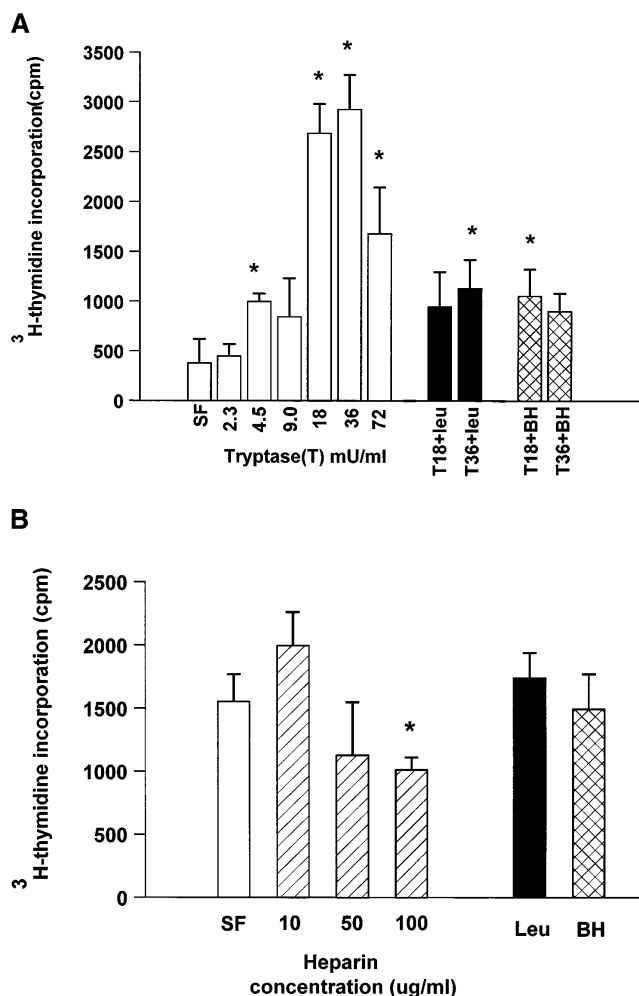 A
3H-thymidine incorporation(cpm)
3500
3000
2500
2000
1500
1000
500
0
* * * * * *
SF 2.3 4.5 9.0 18 36 72 T18+leu T36+leu T18+BH T36+BH
Tryptase(T) mU/ml
B
3H-thymidine incorporation (cpm)
2500
2000
1500
1000
500
0
*
SF 10 50 100 Leu BH
Heparin
concentration (ug/ml)